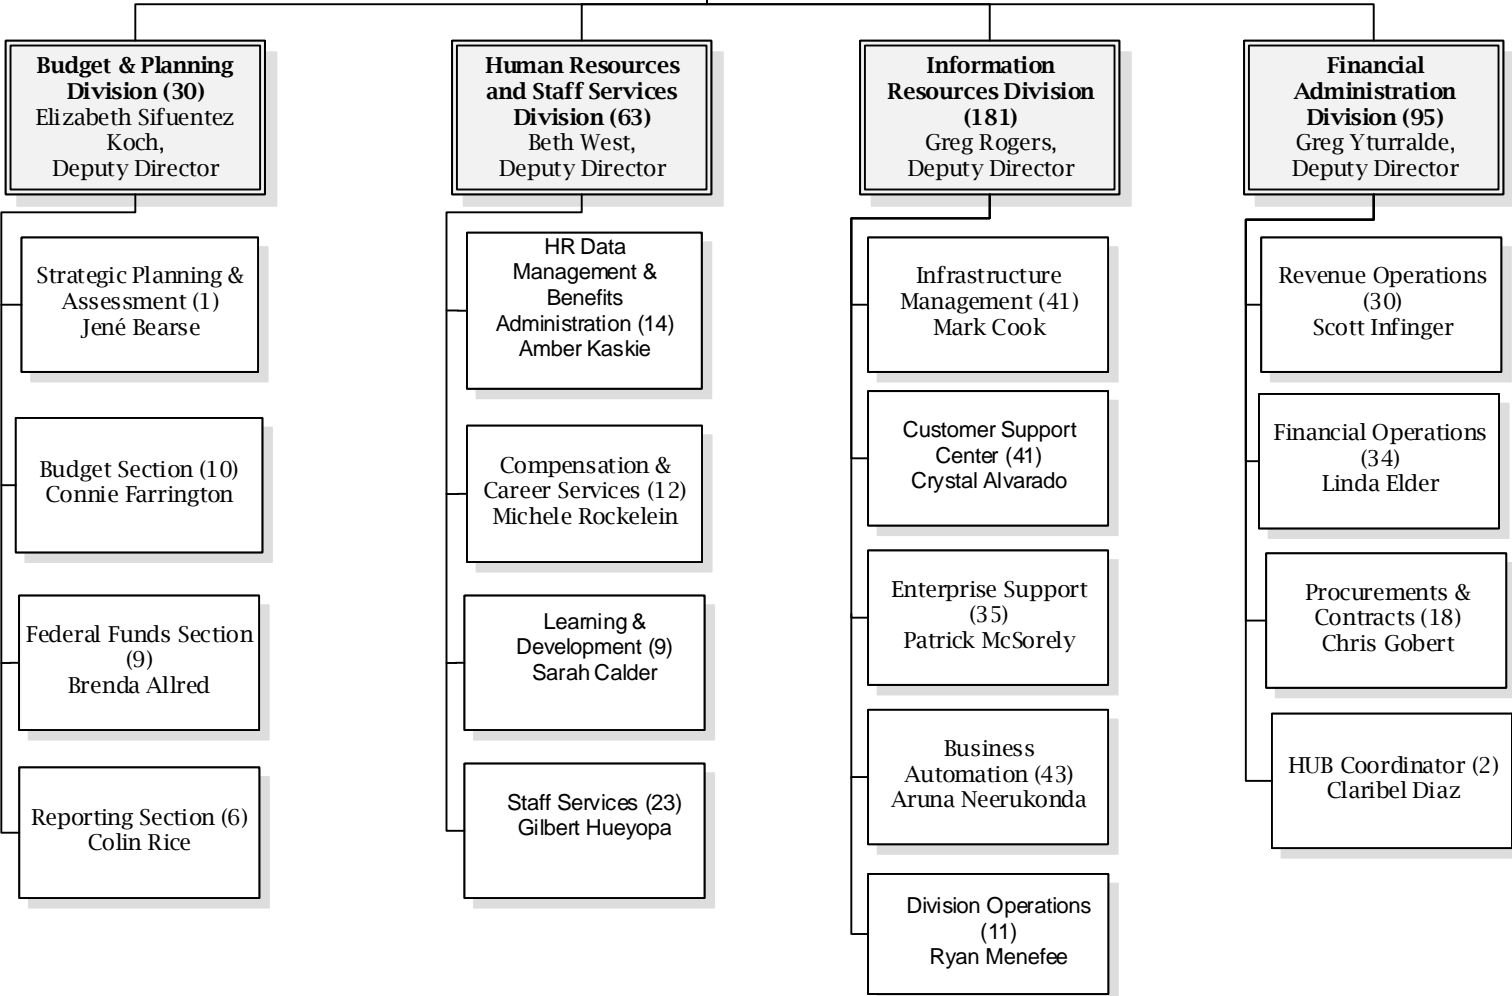 Budget & Planning
Division (30)
Elizabeth Sifuentez
Koch,
Deputy Director
Strategic Planning &
Assessment (1)
Jené Bearse
Budget Section (10)
Connie Farrington
Federal Funds Section
(9)
Brenda Allred
Reporting Section (6)
Colin Rice
Human Resources
and Staff Services
Division (63)
Beth West,
Deputy Director
HR Data
Management &
Benefits
Administration (14)
Amber Kaskie
Compensation &
Career Services (12)
Michele Rockelein
Learning &
Development (9)
Sarah Calder
Staff Services (23)
Gilbert Hueyopa
Information
Resources Division
(181)
Greg Rogers,
Deputy Director
Infrastructure
Management (41)
Mark Cook
Customer Support
Center (41)
Crystal Alvarado
Enterprise Support
(35)
Patrick McSorely
Business
Automation (43)
Aruna Neerukonda
Division Operations
(11)
Ryan Menefee
Financial
Administration
Division (95)
Greg Yturralde,
Deputy Director
Revenue Operations
(30)
Scott Infinger
Financial Operations
(34)
Linda Elder
Procurements &
Contracts (18)
Chris Gobert
HUB Coordinator (2)
Claribel Diaz